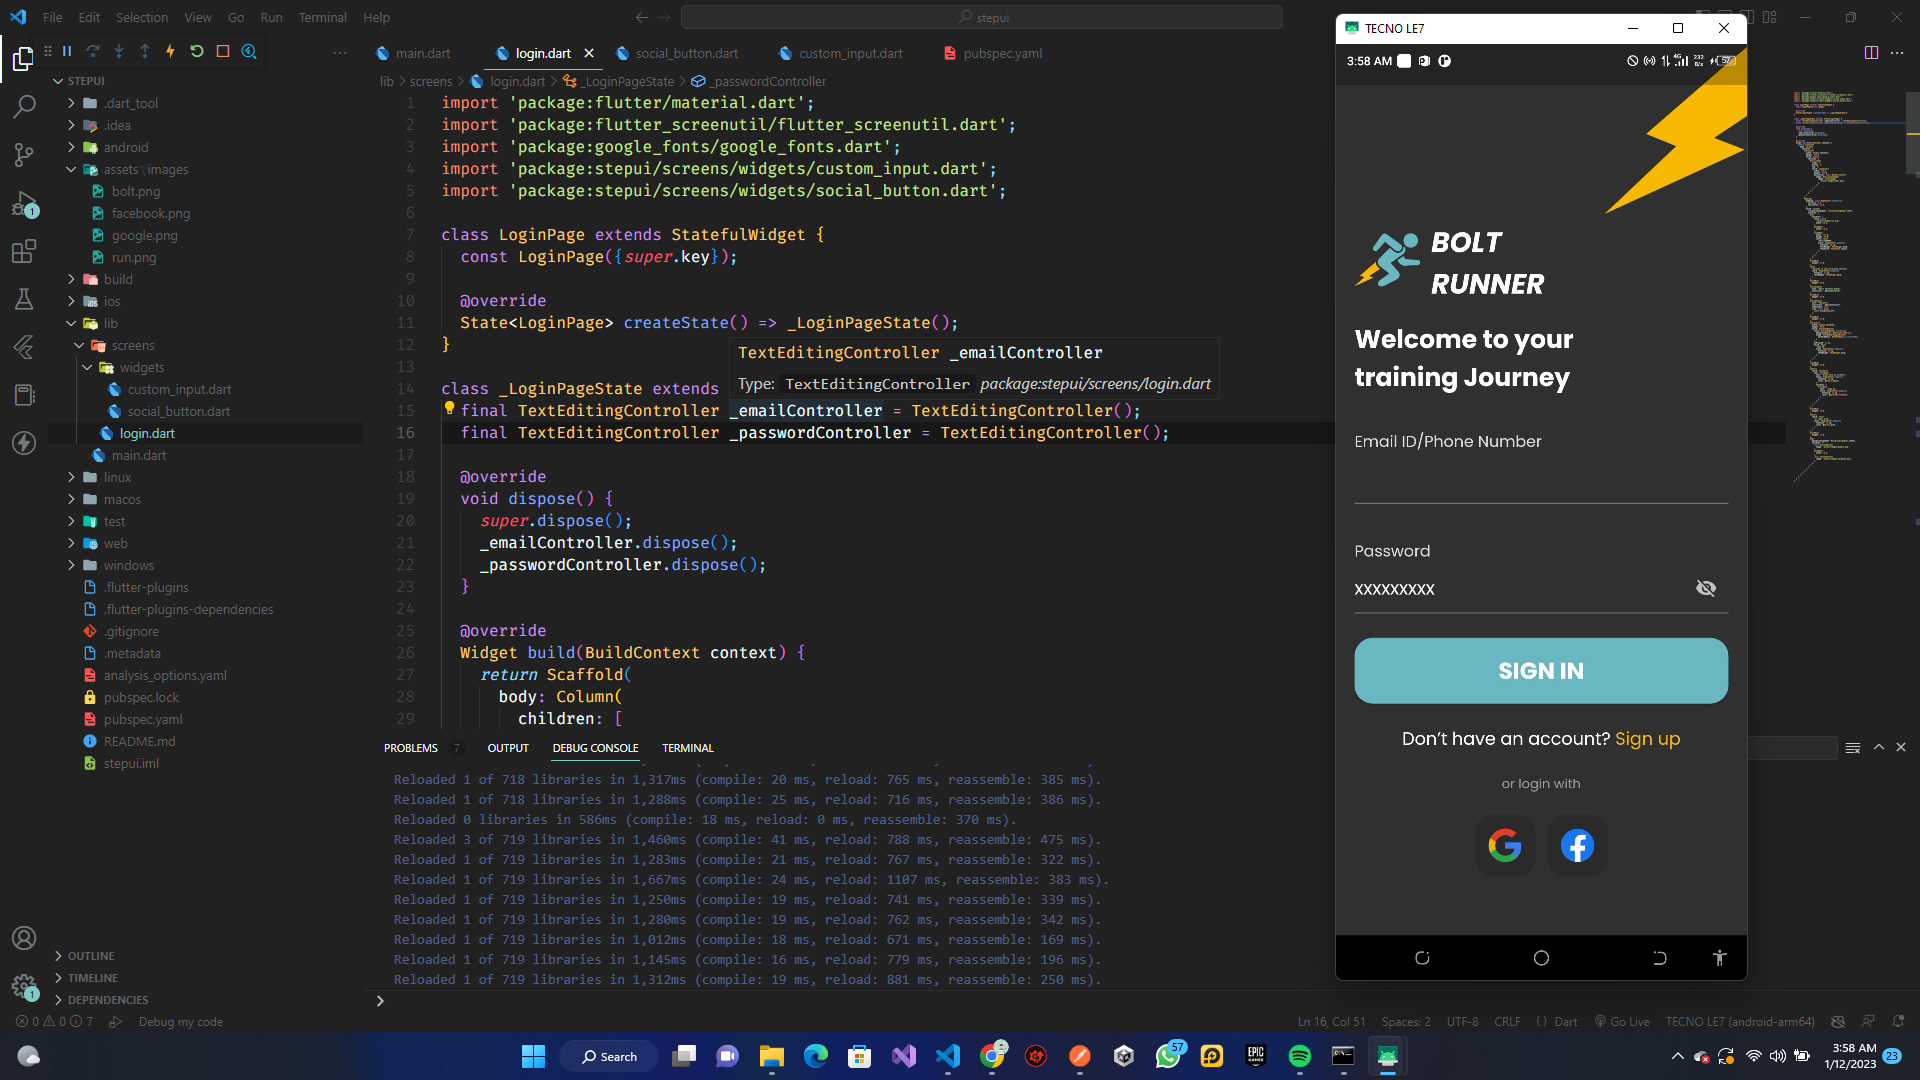 File Edit Selection View Go Run Terminal Help
stepui
STEPUI
.dart_tool
.idea
android
assets \ images
bolt.png
facebook.png
google.png
run.png
build
ios
lib
screens
widgets
custom_input.dart
social_button.dart
login.dart
main.dart
linux
macos
test
web
windows
.flutter-plugins
.flutter-plugins-dependencies
.gitignore
.metadata
analysis_options.yaml
pubspec.lock
pubspec.yaml
README.md
stepui.iml
OUTLINE
TIMELINE
DEPENDENCIES
1
1
main.dart login.dart social_button.dart custom_input.dart pubspec.yaml
lib > screens > login.dart > _LoginPageState > _passwordController
1 import 'package:flutter/material.dart';
2 import 'package:flutter_screenutil/flutter_screenutil.dart';
3 import 'package:google_fonts/google_fonts.dart';
4 import 'package:stepui/screens/widgets/custom_input.dart';
5 import 'package:stepui/screens/widgets/social_button.dart';
6
7 class LoginPage extends StatefulWidget {
8 const LoginPage({super.key});
9
10 @override
11 State<LoginPage> createState() => _LoginPageState();
12 }
13
14 class _LoginPageState extends
TextEditingController _emailController
Type: TextEditingController package:stepui/screens/login.dart
15 final TextEditingController _emailController = TextEditingController();
16 final TextEditingController _passwordController = TextEditingController();
17
18 @override
19 void dispose() {
20 super.dispose();
21 _emailController.dispose();
22 _passwordController.dispose();
23 }
24
25 @override
26 Widget build(BuildContext context) {
27 return Scaffold(
28 body: Column(
29 children: [
PROBLEMS 7 OUTPUT DEBUG CONSOLE TERMINAL
Reloaded 1 of 718 libraries in 1,317ms (compile: 20 ms, reload: 765 ms, reassemble: 385 ms).
Reloaded 1 of 718 libraries in 1,288ms (compile: 25 ms, reload: 716 ms, reassemble: 386 ms).
Reloaded 0 libraries in 586ms (compile: 18 ms, reload: 0 ms, reassemble: 370 ms).
Reloaded 3 of 719 libraries in 1,460ms (compile: 41 ms, reload: 788 ms, reassemble: 475 ms).
Reloaded 1 of 719 libraries in 1,283ms (compile: 21 ms, reload: 767 ms, reassemble: 322 ms).
Reloaded 1 of 719 libraries in 1,667ms (compile: 24 ms, reload: 1107 ms, reassemble: 383 ms).
Reloaded 1 of 719 libraries in 1,250ms (compile: 19 ms, reload: 741 ms, reassemble: 339 ms).
Reloaded 1 of 719 libraries in 1,280ms (compile: 19 ms, reload: 762 ms, reassemble: 342 ms).
Reloaded 1 of 719 libraries in 1,012ms (compile: 18 ms, reload: 671 ms, reassemble: 169 ms).
Reloaded 1 of 719 libraries in 1,145ms (compile: 16 ms, reload: 779 ms, reassemble: 196 ms).
Reloaded 1 of 719 libraries in 1,312ms (compile: 19 ms, reload: 881 ms, reassemble: 250 ms).
TECNO LE7
3:58 AM 4G 232 B/s 57
BOLT
RUNNER
Welcome to your
training Journey
Email ID/Phone Number
Password
XXXXXXXXX
SIGN IN
Don't have an account? Sign up
or login with
0 0 7 Debug my code Ln 16, Col 51 Spaces: 2 UTF-8 CRLF { } Dart Go Live TECNO LE7 (android-arm64)
Search 57 EPIC GAMES
3:58 AM
1/12/2023 23